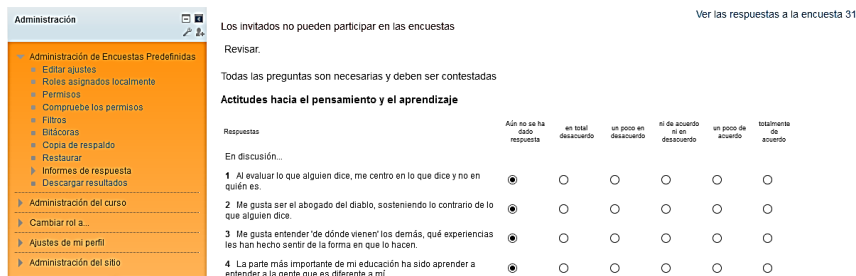 Administración
Administración de Encuestas Predefinidas
Editar ajustes
Roles asignados localmente
Permisos
Compruebe los permisos
Filtros
Bitácoras
Copia de respaldo
Restaurar
Informes de respuesta
Descargar resultados
Administración del curso
Cambiar rol a...
Ajustes de mi perfil
Administración del sitio
Ver las respuestas a la encuesta 31
Los invitados no pueden participar en las encuestas
Revisar.
Todas las preguntas son necesarias y deben ser contestadas
Actitudes hacia el pensamiento y el aprendizaje
Respuestas
Aún no se ha
dado
respuesta
en total
desacuerdo
un poco en
desacuerdo
ni de acuerdo
ni en
desacuerdo
un poco de
acuerdo
totalmente
de
acuerdo
En discusión...
1 Al evaluar lo que alguien dice, me centro en lo que dice y no en
quién es.
2 Me gusta ser el abogado del diablo, sosteniendo lo contrario de lo
que alguien dice.
3 Me gusta entender 'de dónde vienen' los demás, qué experiencias
les han hecho sentir de la forma en que lo hacen.
4 La parte más importante de mi educación ha sido aprender a
entender a la gente que es diferente a mí